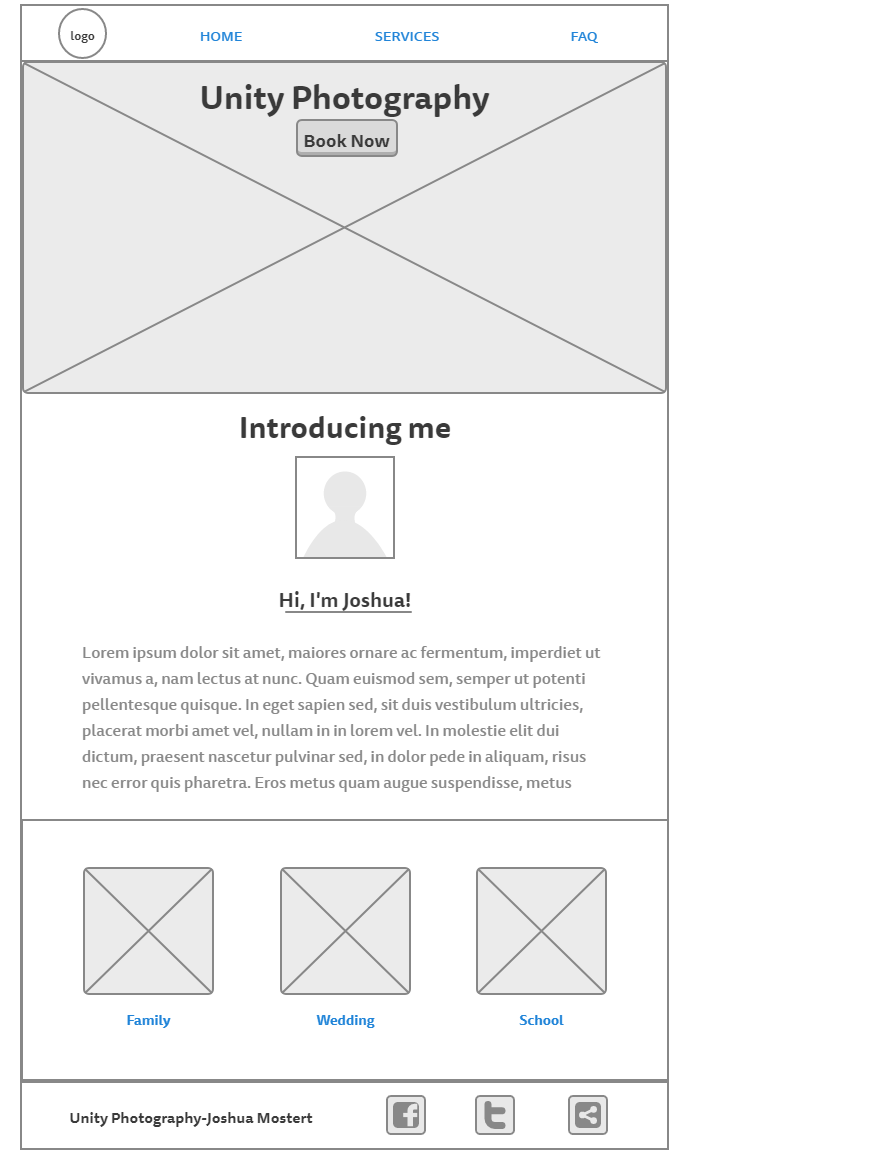 logo
HOME
SERVICES
FAQ
Unity Photography
Book Now
Introducing me
Hi, I'm Joshua!
Lorem ipsum dolor sit amet, maiores ornare ac fermentum, imperdiet ut
vivamus a, nam lectus at nunc. Quam euismod sem, semper ut potenti
pellentesque quisque. In eget sapien sed, sit duis vestibulum ultricies,
placerat morbi amet vel, nullam in in lorem vel. In molestie elit dui
dictum, praesent nascetur pulvinar sed, in dolor pede in aliquam, risus
nec error quis pharetra. Eros metus quam augue suspendisse, metus
Family
Wedding
School
Unity Photography-Joshua Mostert